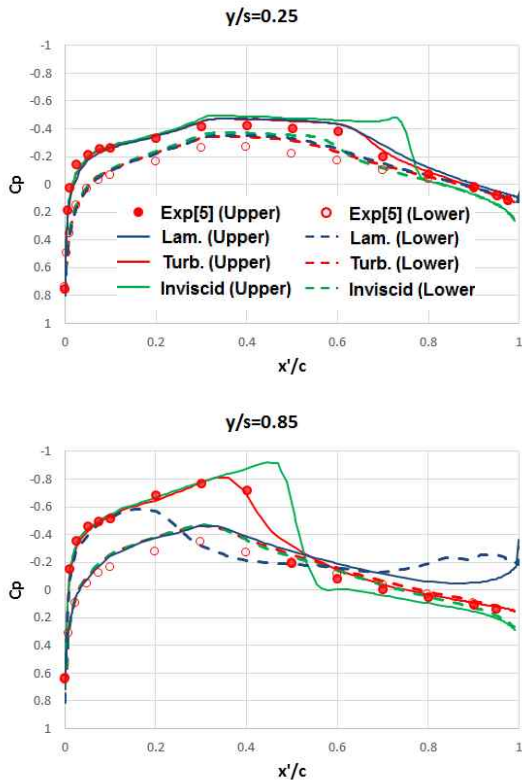 y/s=0.25
-1
-0.8
-0.6
-0.4
-0.2
0
0.2
0.4
0.6
0.8
1
Cp
Exp[5] (Upper) Exp[5] (Lower)
Lam. (Upper) Lam. (Lower)
Turb. (Upper) Turb. (Lower)
Inviscid (Upper) Inviscid (Lower
0 0.2 0.4 0.6 0.8 1
x'/c
y/s=0.85
-1
-0.8
-0.6
-0.4
-0.2
0
0.2
0.4
0.6
0.8
1
Cp
0 0.2 0.4 0.6 0.8 1
x'/c